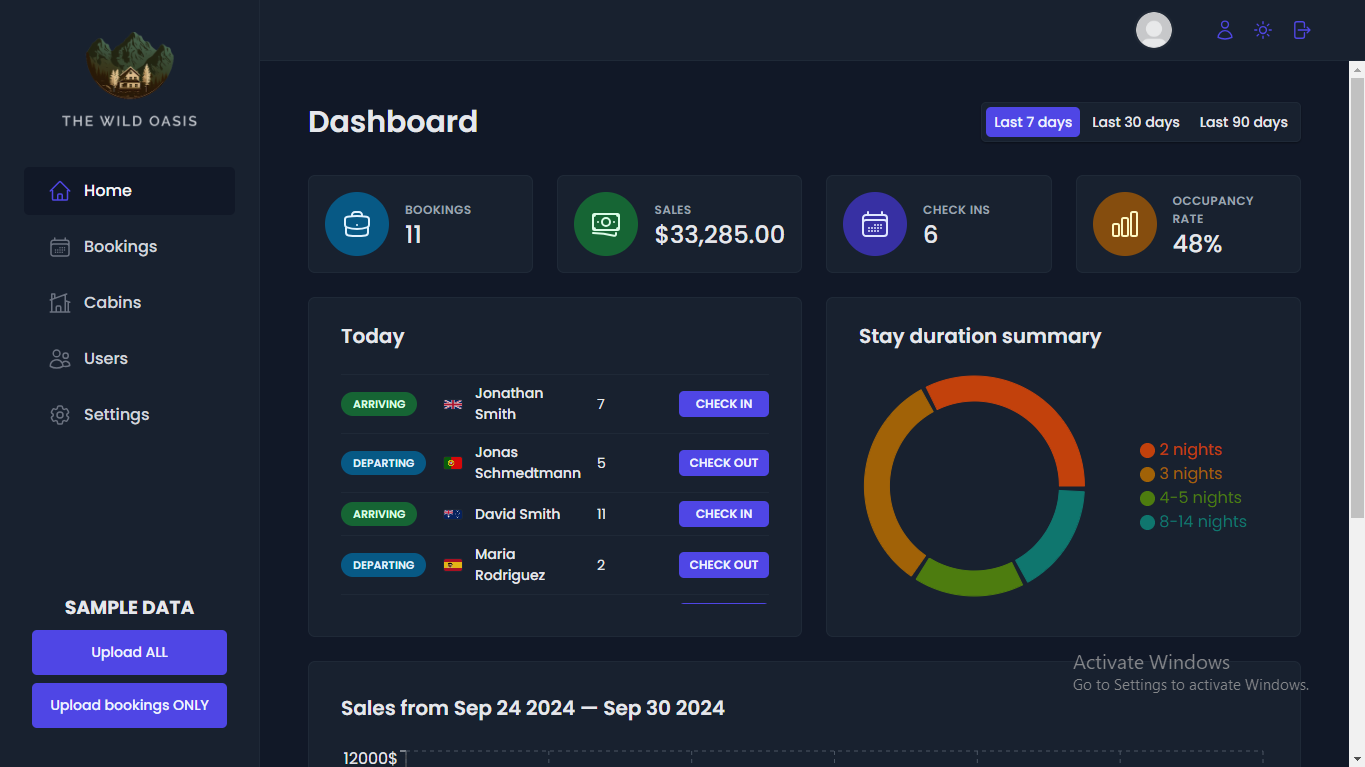 THE WILD OASIS
Home
Bookings
Cabins
Users
Settings
SAMPLE DATA
Upload ALL
Upload bookings ONLY
Dashboard
Last 7 days Last 30 days Last 90 days
BOOKINGS
11
SALES
$33,285.00
CHECK INS
6
OCCUPANCY
RATE
48%
Today
ARRIVING Jonathan
Smith 7 CHECK IN
DEPARTING Jonas
Schmedtmann 5 CHECK OUT
ARRIVING David Smith 11 CHECK IN
DEPARTING Maria
Rodriguez 2 CHECK OUT
Stay duration summary
2 nights
3 nights
4-5 nights
8-14 nights
Sales from Sep 24 2024 — Sep 30 2024
12000$
Activate Windows
Go to Settings to activate Windows.